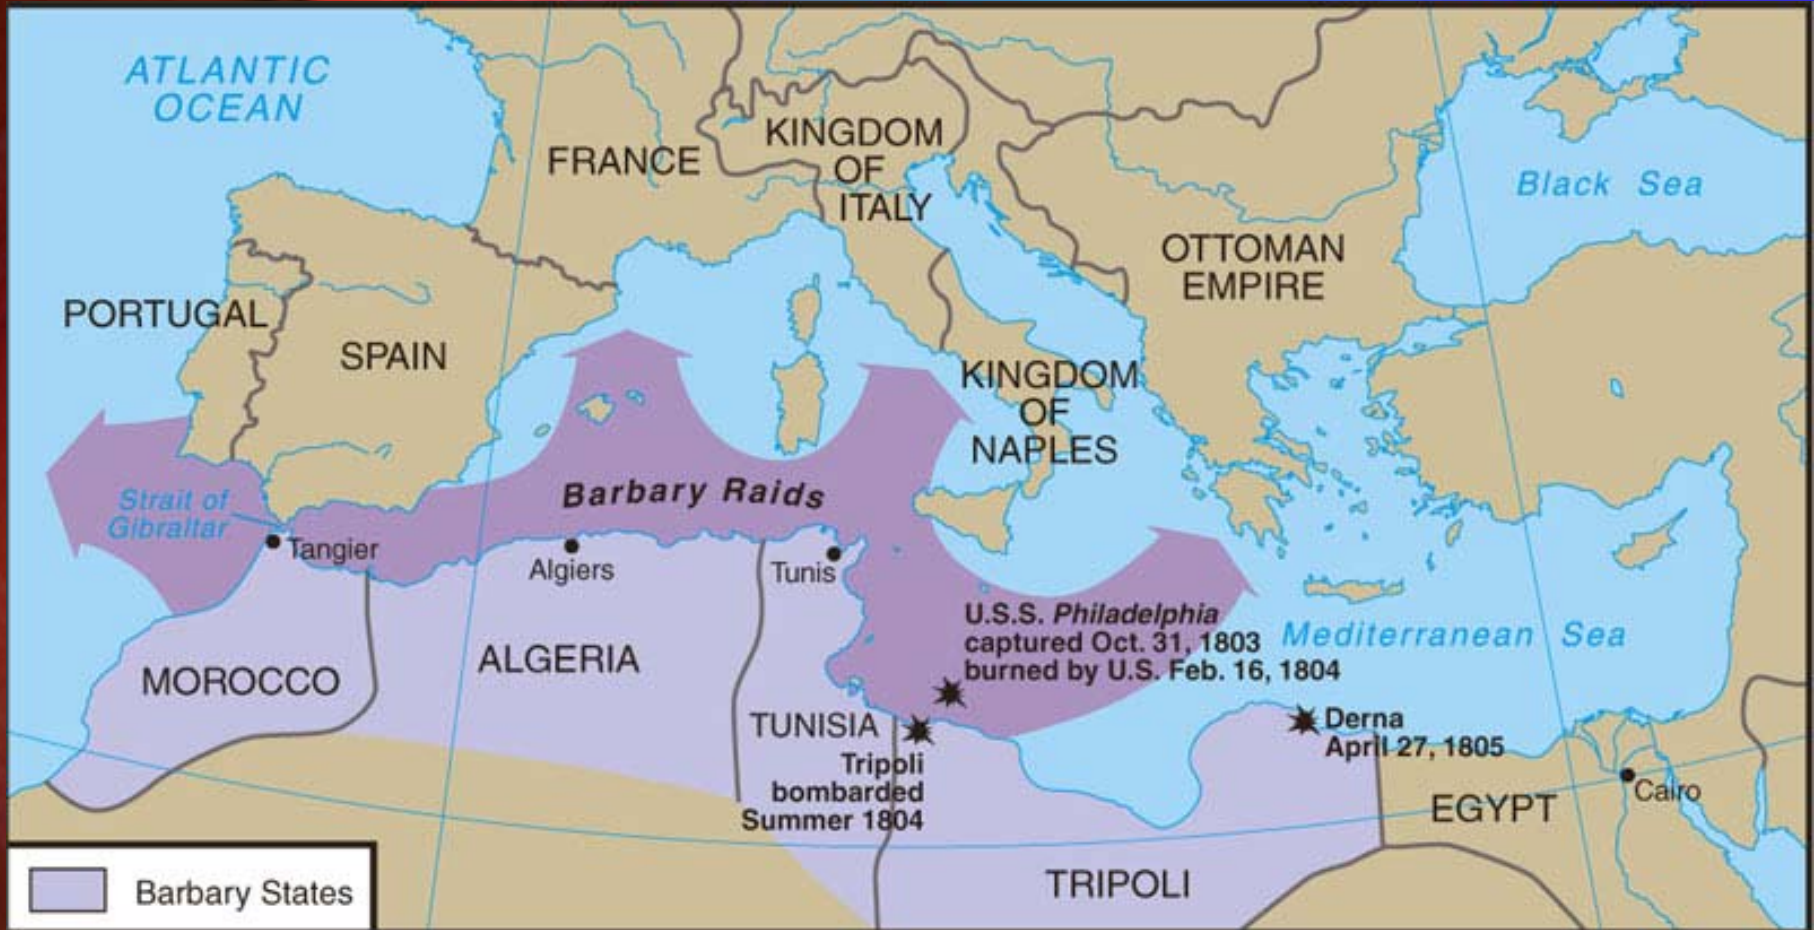 ATLANTIC
OCEAN
FRANCE
KINGDOM
OF
ITALY
Black Sea
OTTOMAN
EMPIRE
PORTUGAL
SPAIN
KINGDOM
OF
NAPLES
Barbary Raids
Strait of
Gibraltar
Tangier
Algiers
Tunis
U.S.S. Philadelphia
captured Oct. 31, 1803
burned by U.S. Feb. 16, 1804
Mediterranean Sea
MOROCCO
ALGERIA
TUNISIA
Tripoli
bombarded
Summer 1804
Derna
April 27, 1805
Cairo
EGYPT
TRIPOLI
Barbary States